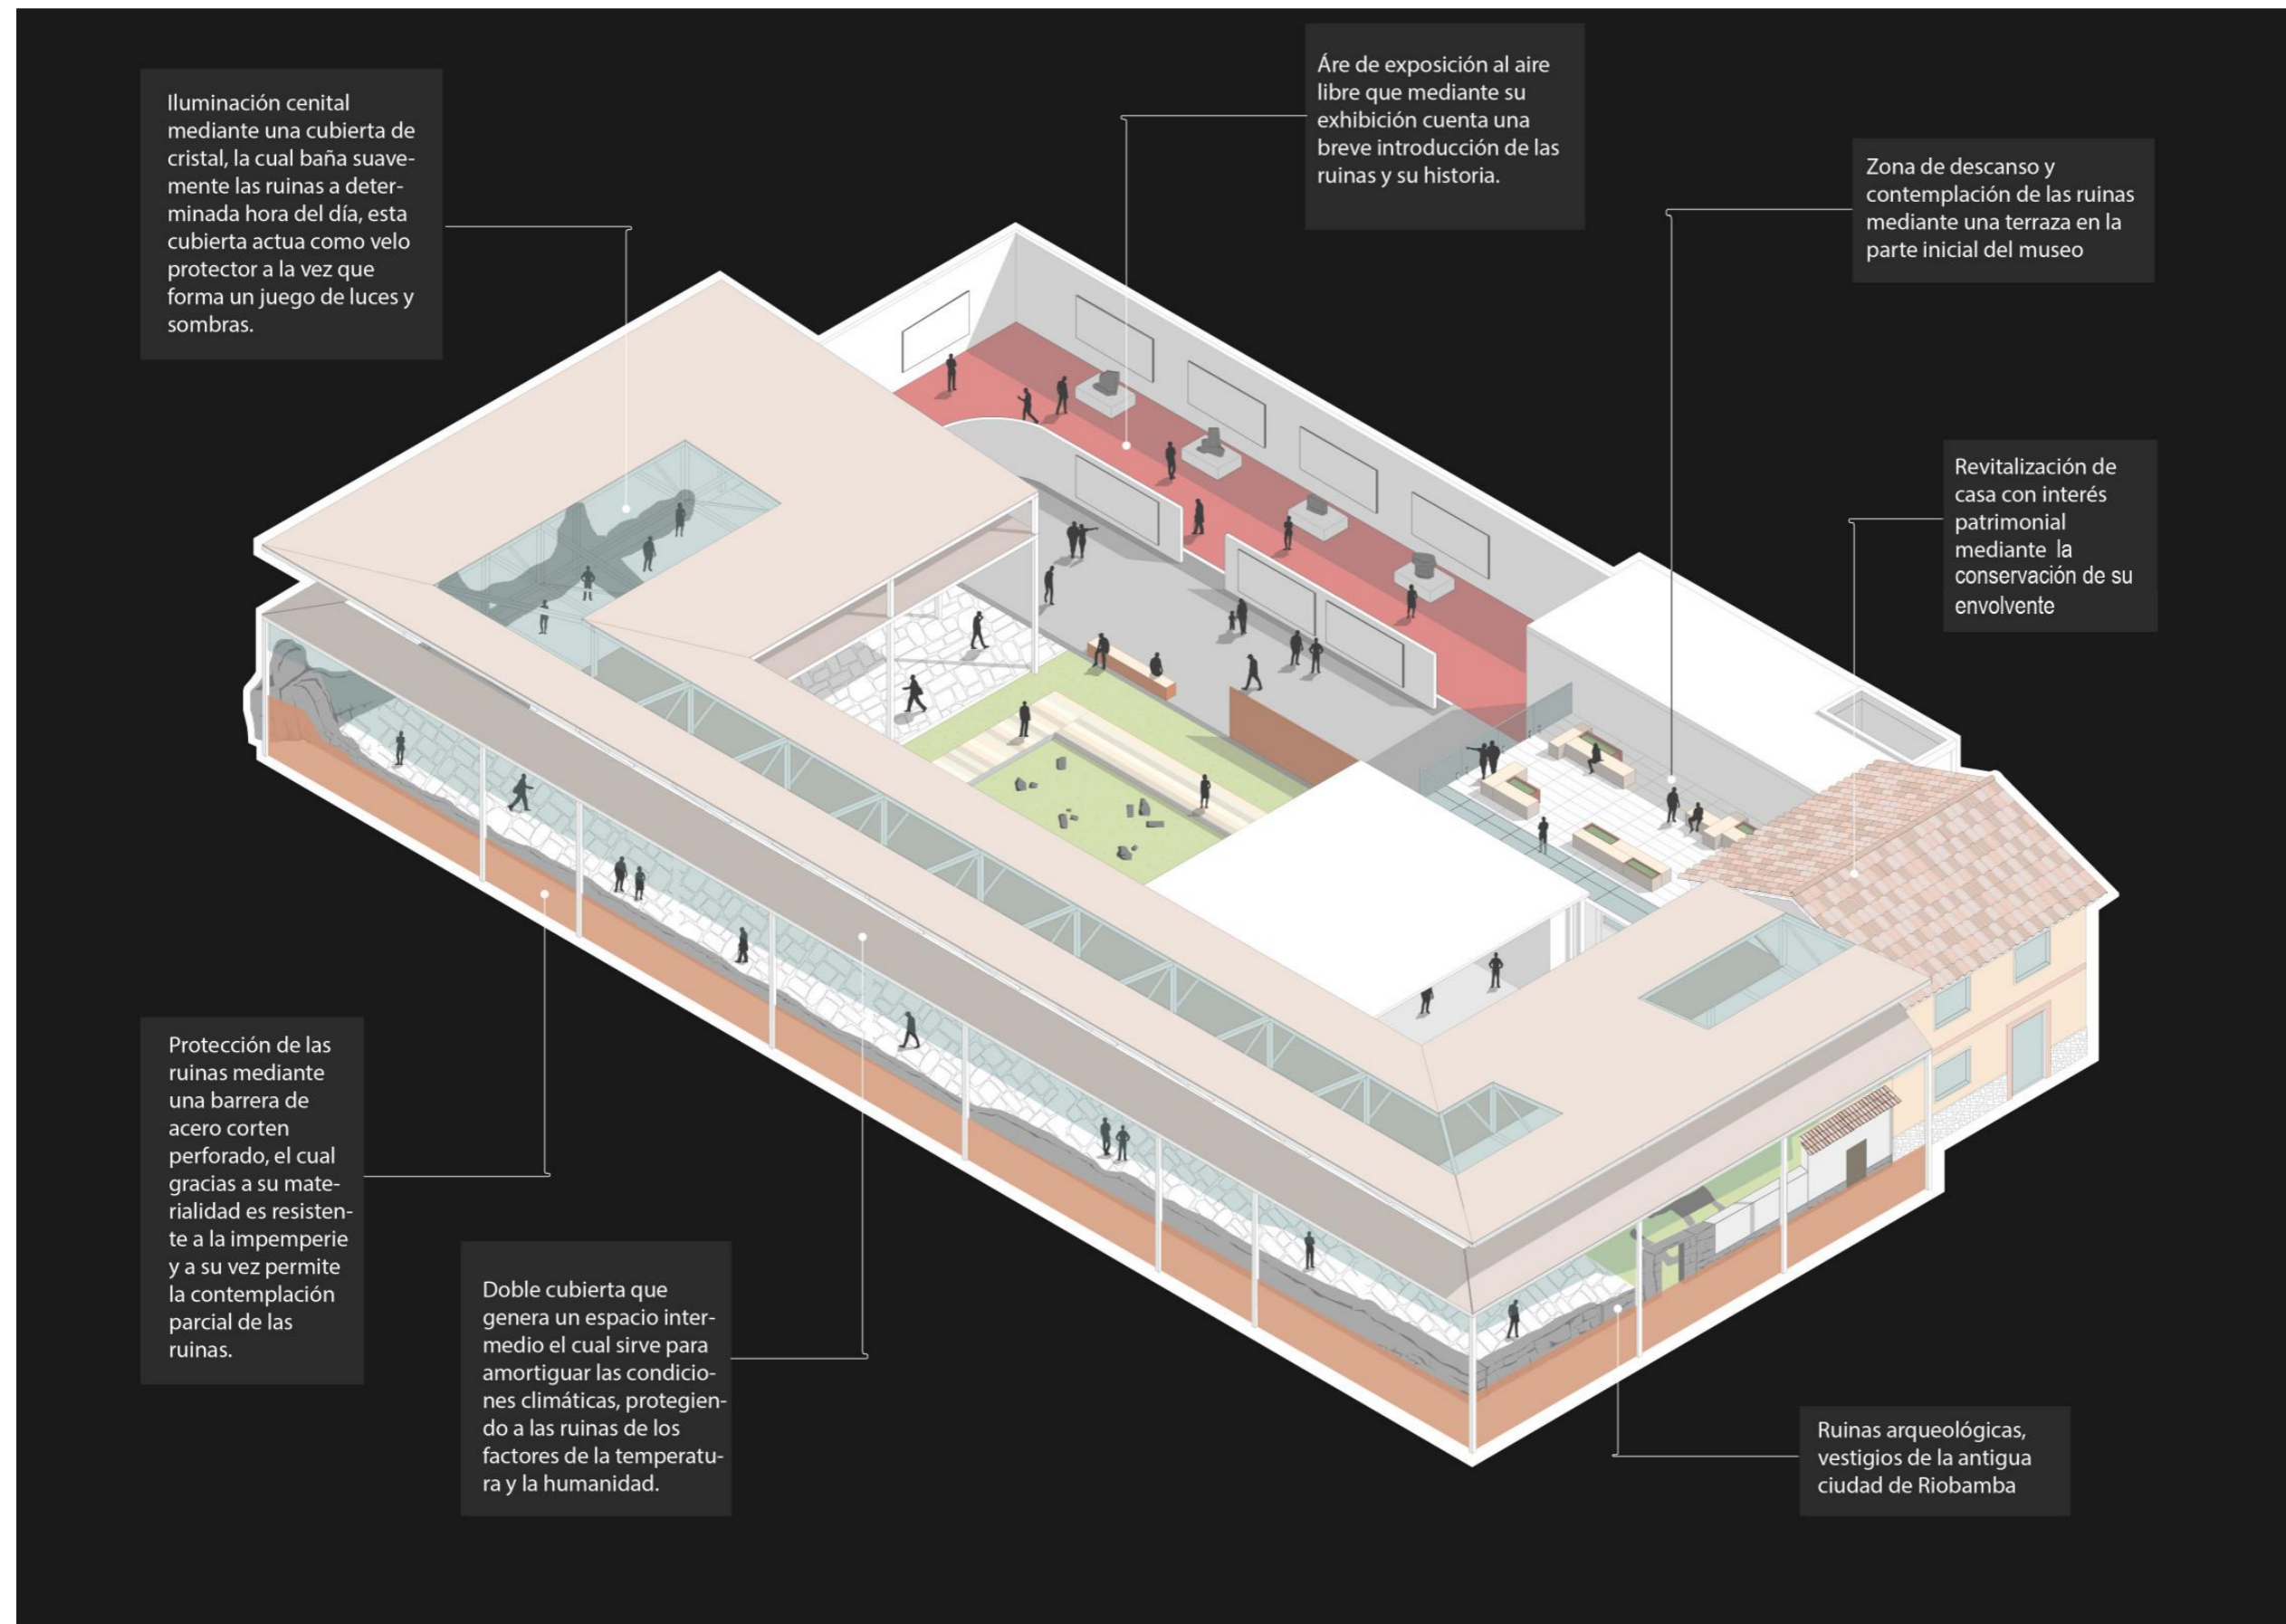 Iluminación cenital
mediante una cubierta de
cristal, la cual baña suave-
mente las ruinas a deter-
minada hora del día, esta
cubierta actua como velo
protector a la vez que
forma un juego de luces y
sombras.
Áre de exposición al aire
libre que mediante su
exhibición cuenta una
breve introducción de las
ruinas y su historia.
Zona de descanso y
contemplación de las ruinas
mediante una terraza en la
parte inicial del museo
Revitalización de
casa con interés
patrimonial
mediante la
conservación de su
envolvente
Protección de las
ruinas mediante
una barrera de
acero corten
perforado, el cual
gracias a su mate-
rialidad es resisten-
te a la impemperie
y a su vez permite
la contemplación
parcial de las
ruinas.
Doble cubierta que
genera un espacio inter-
medio el cual sirve para
amortiguar las condicio-
nes climáticas, protegien-
do a las ruinas de los
factores de la temperatu-
ra y la humanidad.
Ruinas arqueológicas,
vestigios de la antigua
ciudad de Riobamba